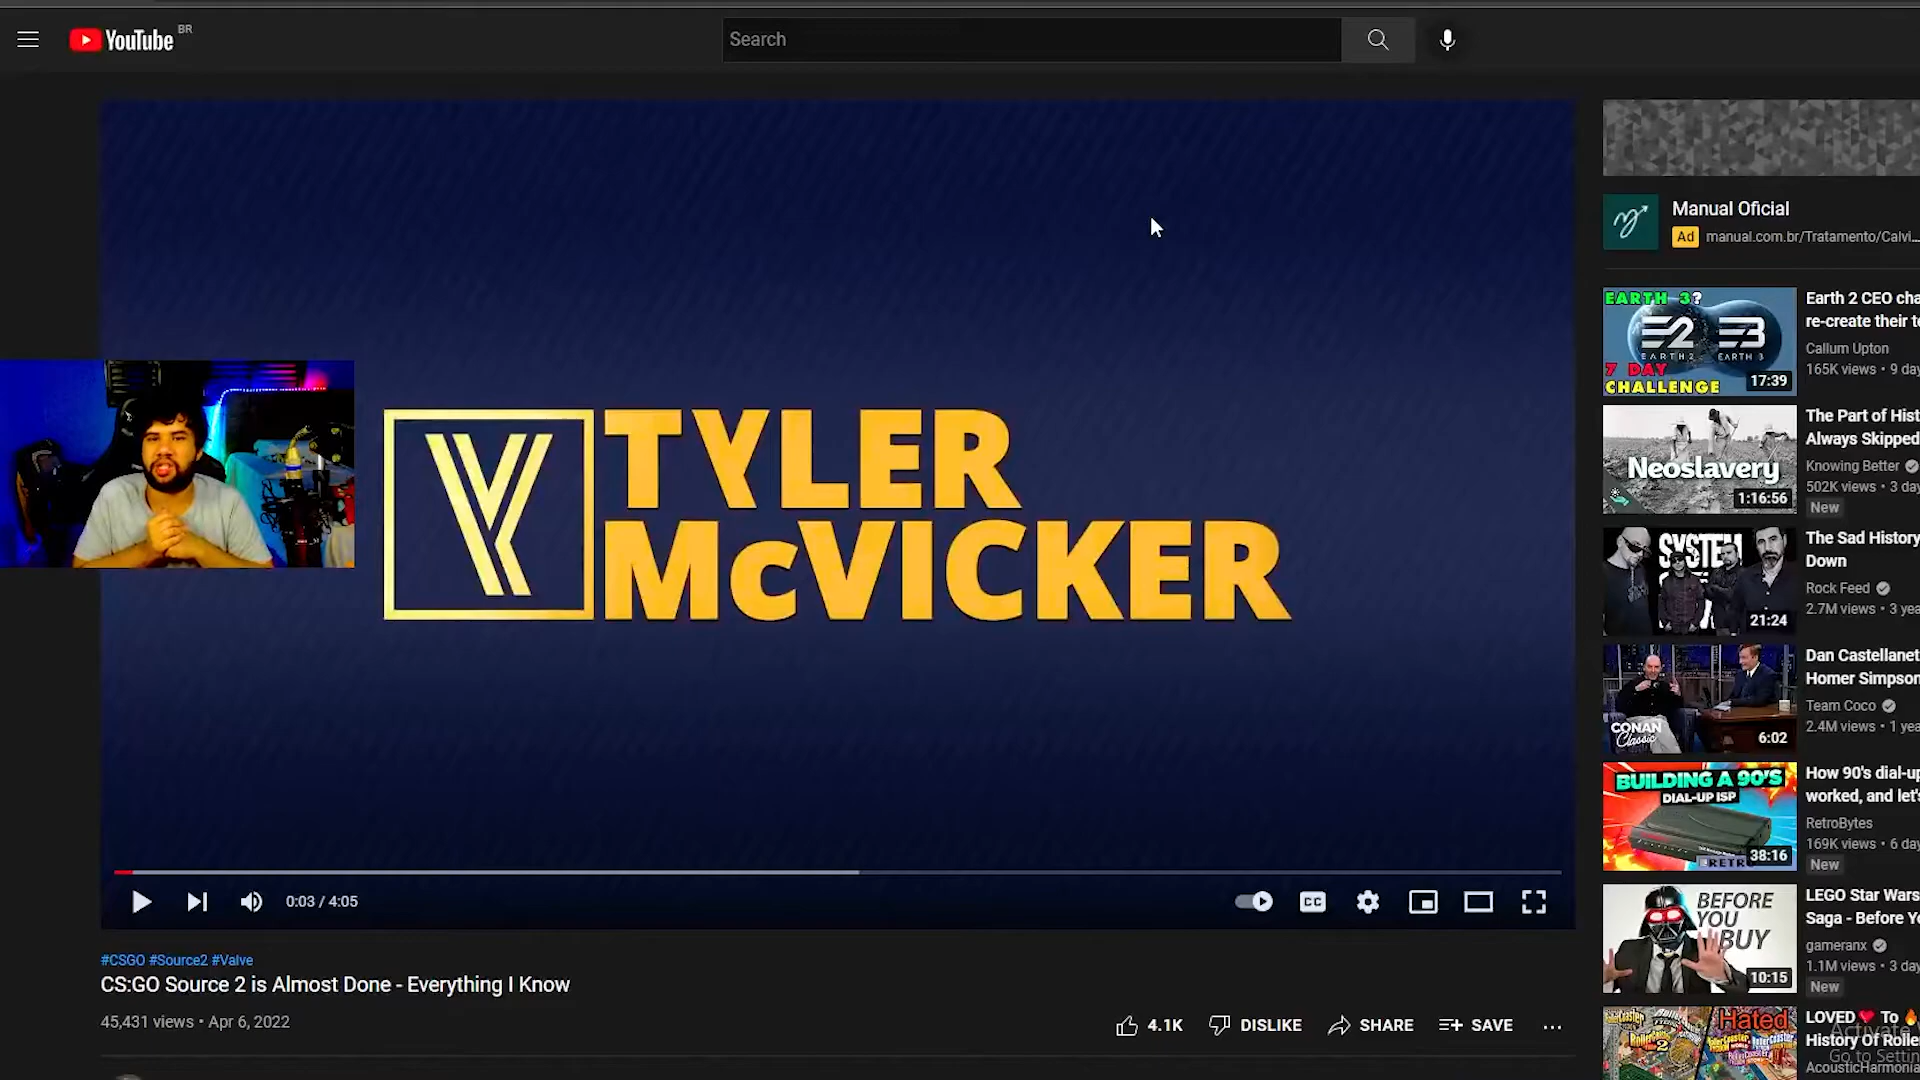 YouTube BR
Search
TYLER
McVICKER
0:03 / 4:05
CC
#CSGO #Source2 #Valve
CS:GO Source 2 is Almost Done - Everything I Know
45,431 views • Apr 6, 2022
4.1K
DISLIKE
SHARE
SAVE
Manual Oficial
Ad manual.com.br/Tratamento/Calvi...
EARTH 3?
E2 E3
EARTH 2 EARTH 3
7 DAY
CHALLENGE
17:39
Earth 2 CEO cha
re-create their te
Callum Upton
165K views • 9 day
Neoslavery
1:16:56
The Part of Hist
Always Skipped
Knowing Better
502K views • 3 day
New
SYSTEM
21:24
The Sad History
Down
Rock Feed
2.7M views • 3 yea
CONAN
Classic
6:02
Dan Castellanet
Homer Simpson
Team Coco
2.4M views • 1 yea
BUILDING A 90'S
DIAL-UP ISP
RETR
38:16
How 90's dial-up
worked, and let's
RetroBytes
169K views • 6 day
New
BEFORE
YOU
BUY
10:15
LEGO Star Wars
Saga - Before Yo
gameranx
1.1M views • 3 day
New
Hated
LOVED ❤️ To 🔥
History Of Rolle
AcousticHarmonia
Activate
Go to Settin